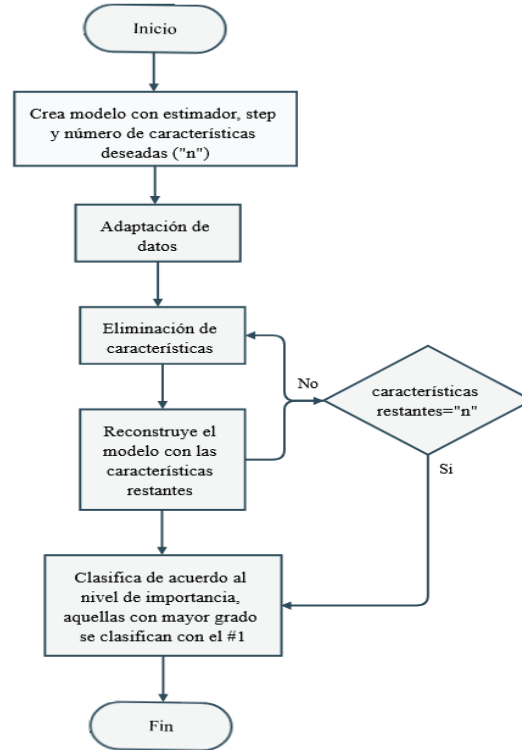 Inicio
Crea modelo con estimador, step
y número de características
deseadas ("n")
Adaptación de
datos
Eliminación de
características
No
características
restantes="n"
Reconstruye el
modelo con las
características
restantes
Si
Clasifica de acuerdo al
nivel de importancia,
aquellas con mayor grado
se clasifican con el #1
Fin